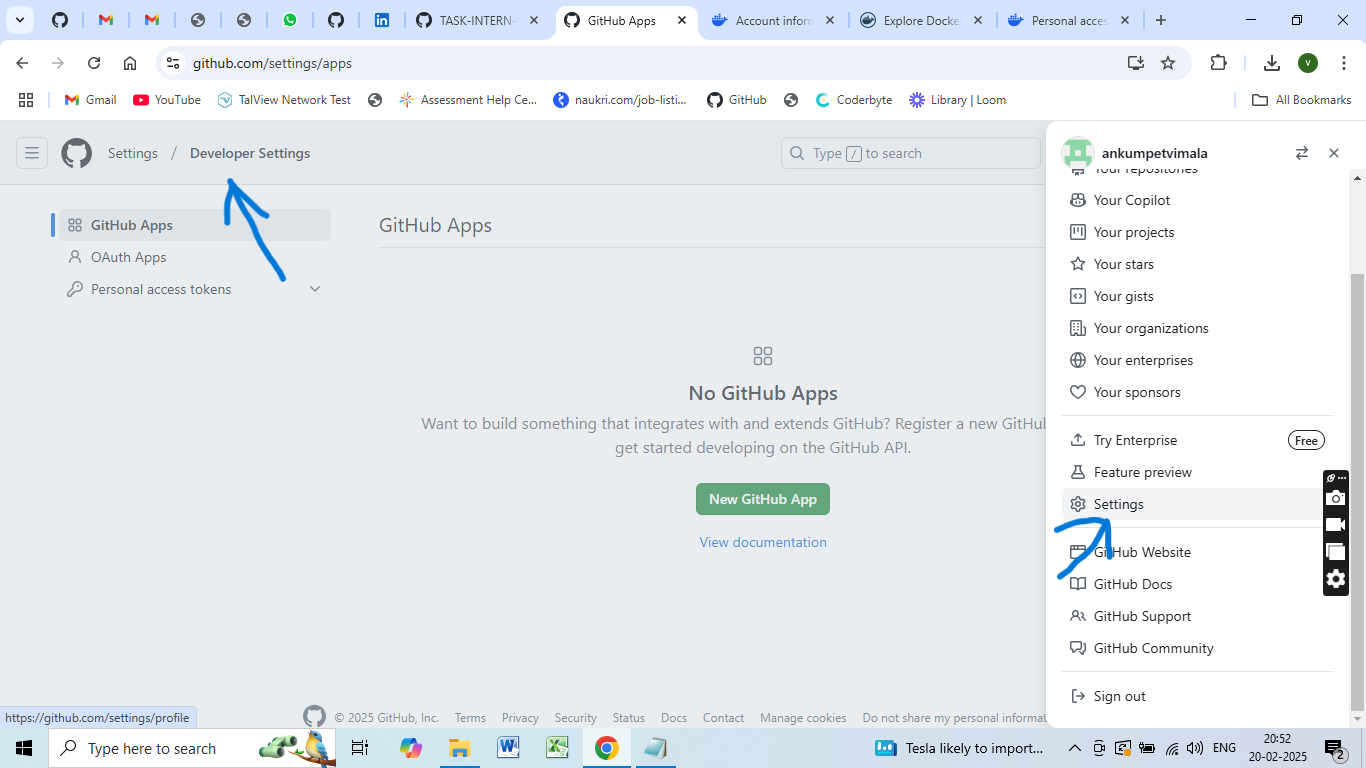 TASK-INTERN-
GitHub Apps
Account inform
Explore Docke
Personal acces
github.com/settings/apps
V
Gmail
YouTube
TalView Network Test
Assessment Help Ce...
naukri.com/job-listi...
GitHub
Coderbyte
Library | Loom
All Bookmarks
Settings / Developer Settings
Type / to search
ankumpetvimala
GitHub Apps
OAuth Apps
Personal access tokens
GitHub Apps
No GitHub Apps
Want to build something that integrates with and extends GitHub? Register a new GitHub
get started developing on the GitHub API.
New GitHub App
View documentation
Your repositories
Your Copilot
Your projects
Your stars
Your gists
Your organizations
Your enterprises
Your sponsors
Try Enterprise
Free
Feature preview
Settings
GitHub Website
GitHub Docs
GitHub Support
GitHub Community
Sign out
https://github.com/settings/profile
© 2025 GitHub, Inc.
Terms
Privacy
Security
Status
Docs
Contact
Manage cookies
Do not share my personal informat
Type here to search
Tesla likely to import...
ENG
20:52
20-02-2025
2